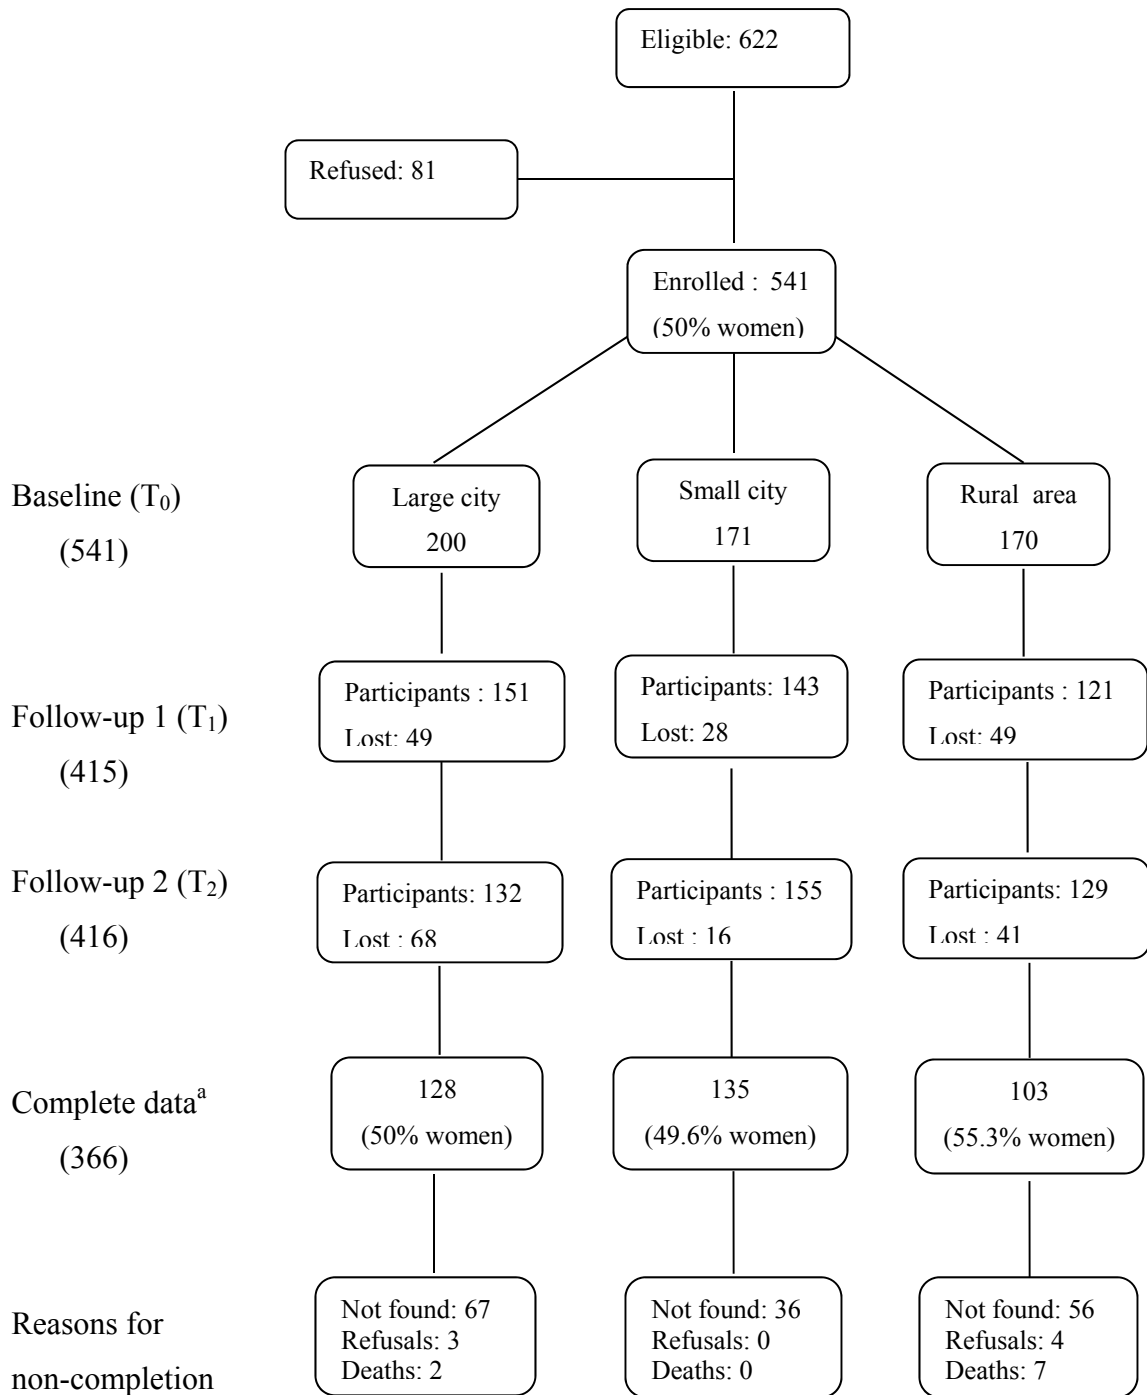 Eligible: 622
Refused: 81
Enrolled : 541
(50% women)
Baseline (T0)
(541)
Large city
200
Small city
171
Rural area
170
Follow-up 1 (T1)
(415)
Participants : 151
Lost: 49
Participants: 143
Lost: 28
Participants : 121
Lost: 49
Follow-up 2 (T2)
(416)
Participants: 132
Lost : 68
Participants : 155
Lost : 16
Participants: 129
Lost : 41
Complete dataa
(366)
128
(50% women)
135
(49.6% women)
103
(55.3% women)
Reasons for
non-completion
Not found: 67
Refusals: 3
Deaths: 2
Not found: 36
Refusals: 0
Deaths: 0
Not found: 56
Refusals: 4
Deaths: 7